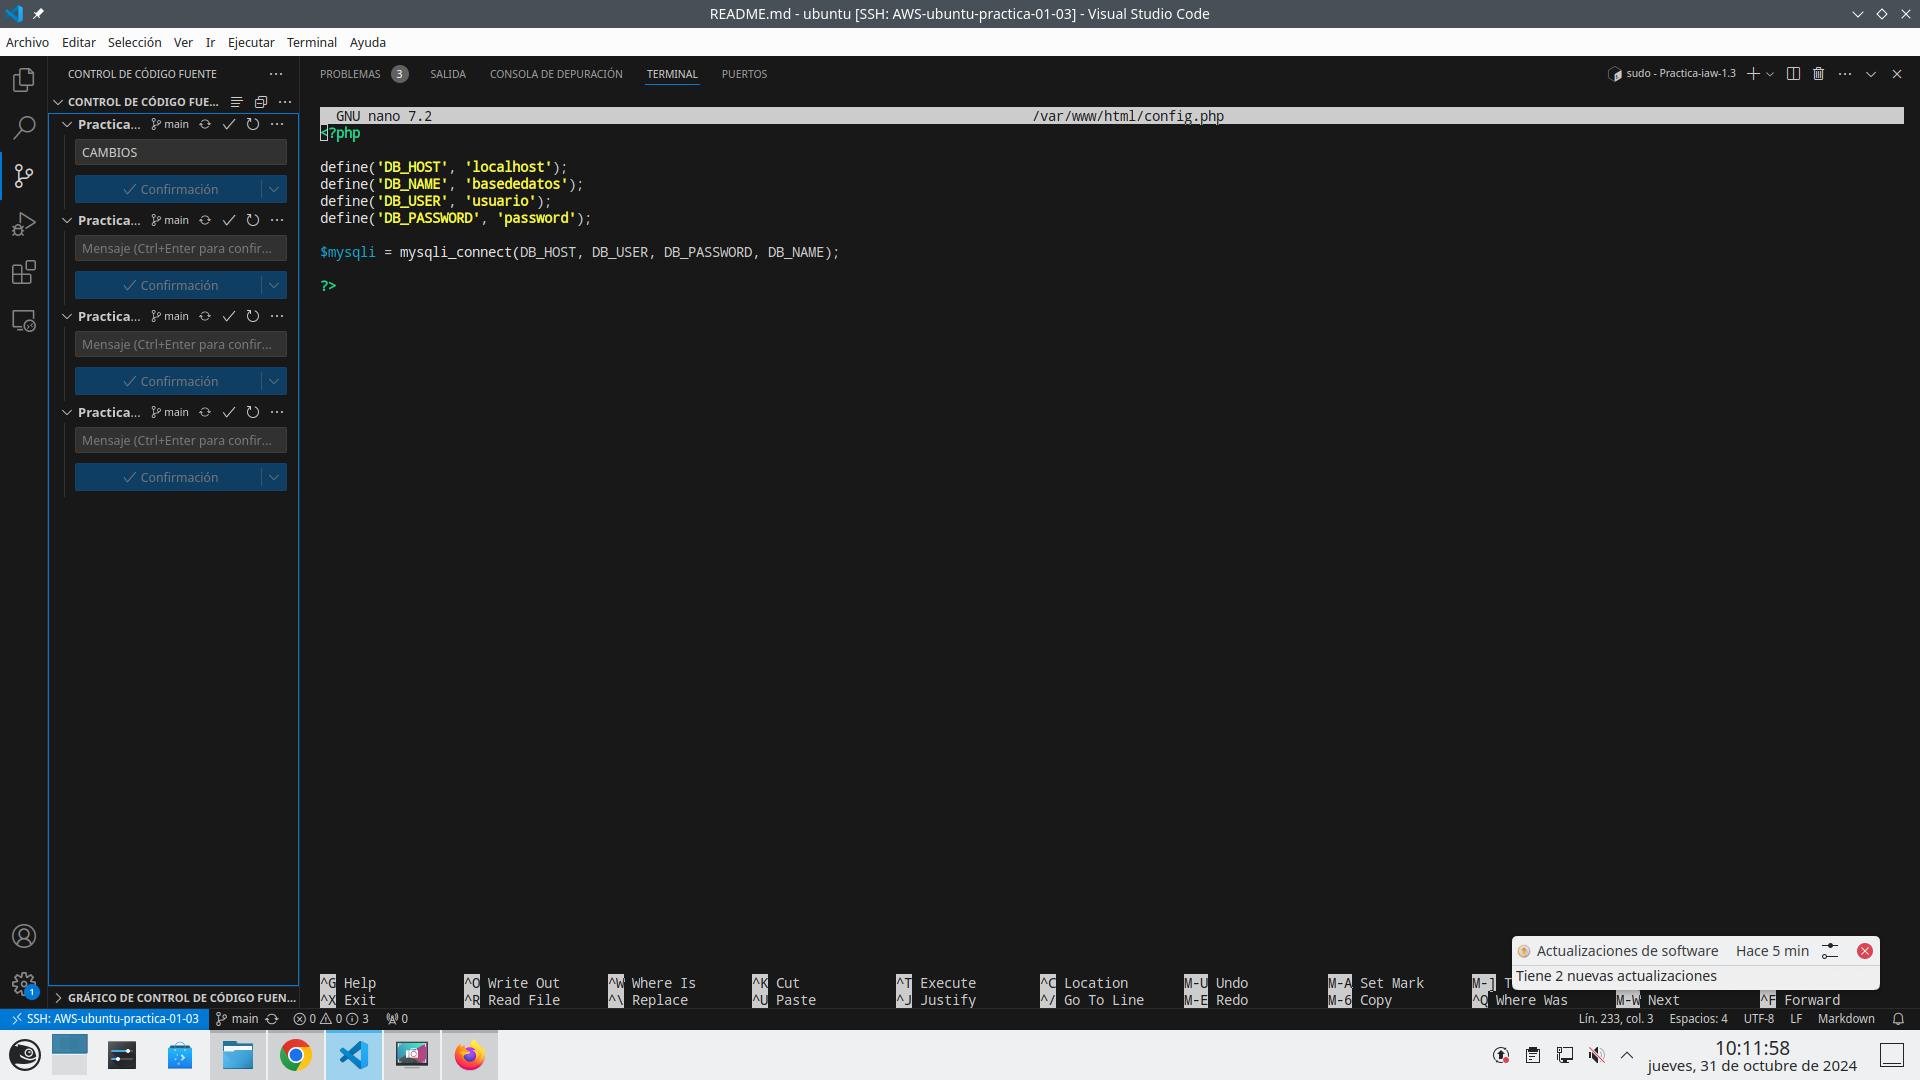 README.md - ubuntu [SSH: AWS-ubuntu-practica-01-03] - Visual Studio Code
Archivo Editar Selección Ver Ir Ejecutar Terminal Ayuda
CONTROL DE CÓDIGO FUENTE
PROBLEMAS 3 SALIDA CONSOLA DE DEPURACIÓN TERMINAL PUERTOS
sudo - Practica-iaw-1.3
CONTROL DE CÓDIGO FUE...
Practica... main
CAMBIOS
Confirmación
Practica... main
Mensaje (Ctrl+Enter para confir...
Confirmación
Practica... main
Mensaje (Ctrl+Enter para confir...
Confirmación
Practica... main
Mensaje (Ctrl+Enter para confir...
Confirmación
GRÁFICO DE CONTROL DE CÓDIGO FUEN...
GNU nano 7.2 /var/www/html/config.php
<?php
define('DB_HOST', 'localhost');
define('DB_NAME', 'basededatos');
define('DB_USER', 'usuario');
define('DB_PASSWORD', 'password');
$mysqli = mysqli_connect(DB_HOST, DB_USER, DB_PASSWORD, DB_NAME);
?>
^G Help ^O Write Out ^W Where Is ^K Cut ^T Execute ^C Location M-U Undo M-A Set Mark M-]
^X Exit ^R Read File ^\ Replace ^U Paste ^J Justify ^/ Go To Line M-E Redo M-6 Copy ^Q Where Was M-W Next ^F Forward
Actualizaciones de software Hace 5 min
Tiene 2 nuevas actualizaciones
1
SSH: AWS-ubuntu-practica-01-03 main 0 0 3 0
Lín. 233, col. 3 Espacios: 4 UTF-8 LF Markdown
10:11:58
jueves, 31 de octubre de 2024